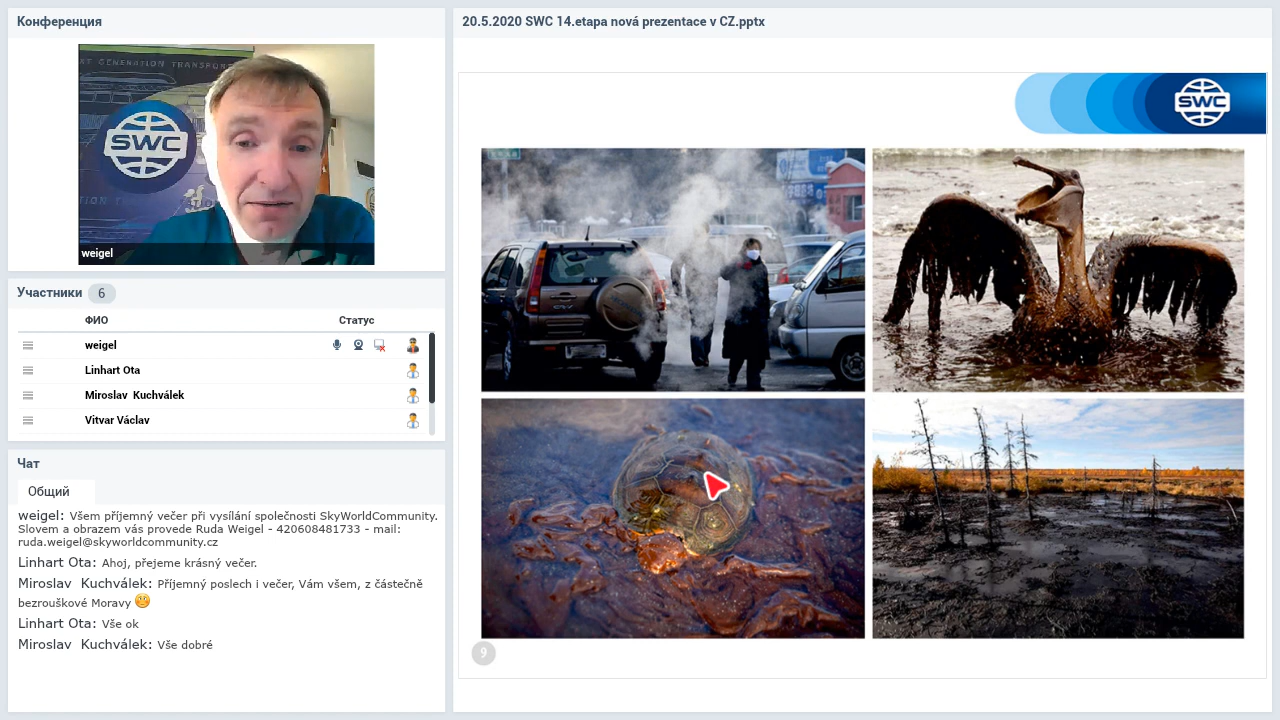 Конференция
20.5.2020 SWC 14.etapa nová prezentace v CZ.pptx
XT GENERATION TRANSPORT
SWC
weigel
SWC
Участники 6
ФИО Статус
weigel
Linhart Ota
Miroslav Kuchválek
Vitvar Václav
Чат
Общий
weigel: Všem příjemný večer při vysílání společnosti SkyWorldCommunity.
Slovem a obrazem vás provede Ruda Weigel - 420608481733 - mail:
ruda.weigel@skyworldcommunity.cz
Linhart Ota: Ahoj, přejeme krásný večer.
Miroslav Kuchválek: Příjemný poslech i večer, Vám všem, z částečně
bezrouškové Moravy
Linhart Ota: Vše ok
Miroslav Kuchválek: Vše dobré
9